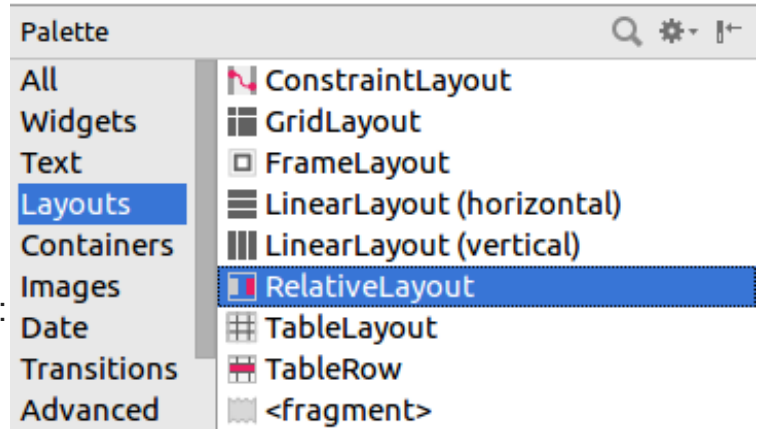 Palette
All
Widgets
Text
Layouts
Containers
Images
:
Date
Transitions
Advanced
ConstraintLayout
GridLayout
FrameLayout
LinearLayout (horizontal)
LinearLayout (vertical)
RelativeLayout
TableLayout
TableRow
<fragment>